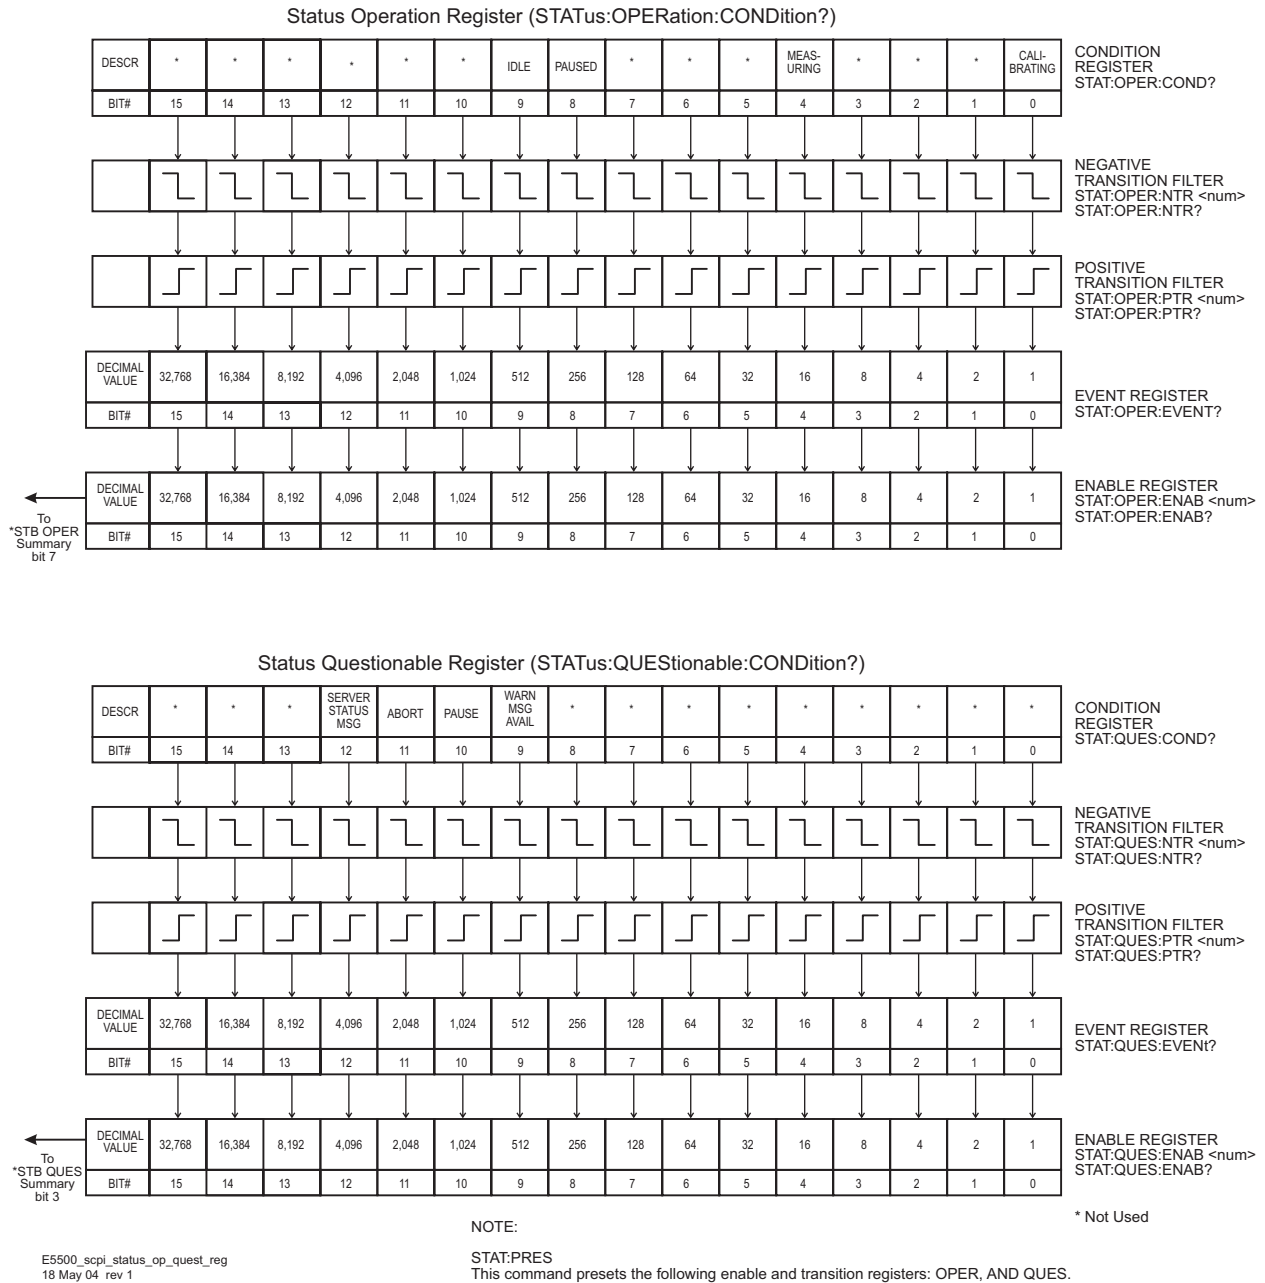 Status Operation Register (STATus:OPERation:CONDition?)
DESCR * * * * * * IDLE PAUSED * * * MEAS- URING * * * CALI- BRATING
BIT# 15 14 13 12 11 10 9 8 7 6 5 4 3 2 1 0
CONDITION
REGISTER
STAT:OPER:COND?
NEGATIVE
TRANSITION FILTER
STAT:OPER:NTR <num>
STAT:OPER:NTR?
POSITIVE
TRANSITION FILTER
STAT:OPER:PTR <num>
STAT:OPER:PTR?
DECIMAL VALUE 32,768 16,384 8,192 4,096 2,048 1,024 512 256 128 64 32 16 8 4 2 1
BIT# 15 14 13 12 11 10 9 8 7 6 5 4 3 2 1 0
EVENT REGISTER
STAT:OPER:EVENT?
DECIMAL VALUE 32,768 16,384 8,192 4,096 2,048 1,024 512 256 128 64 32 16 8 4 2 1
BIT# 15 14 13 12 11 10 9 8 7 6 5 4 3 2 1 0
ENABLE REGISTER
STAT:OPER:ENAB <num>
STAT:OPER:ENAB?
To
*STB OPER
Summary
bit 7
Status Questionable Register (STATus:QUEStionable:CONDition?)
DESCR * * * SERVER STATUS MSG ABORT PAUSE WARN MSG AVAIL * * * * * * * * *
BIT# 15 14 13 12 11 10 9 8 7 6 5 4 3 2 1 0
CONDITION
REGISTER
STAT:QUES:COND?
NEGATIVE
TRANSITION FILTER
STAT:QUES:NTR <num>
STAT:QUES:NTR?
POSITIVE
TRANSITION FILTER
STAT:QUES:PTR <num>
STAT:QUES:PTR?
DECIMAL VALUE 32,768 16,384 8,192 4,096 2,048 1,024 512 256 128 64 32 16 8 4 2 1
BIT# 15 14 13 12 11 10 9 8 7 6 5 4 3 2 1 0
EVENT REGISTER
STAT:QUES:EVENt?
DECIMAL VALUE 32,768 16,384 8,192 4,096 2,048 1,024 512 256 128 64 32 16 8 4 2 1
BIT# 15 14 13 12 11 10 9 8 7 6 5 4 3 2 1 0
ENABLE REGISTER
STAT:QUES:ENAB <num>
STAT:QUES:ENAB?
To
*STB QUES
Summary
bit 3
* Not Used
NOTE:
STAT:PRES
This command presets the following enable and transition registers: OPER, AND QUES.
E5500_scpi_status_op_quest_reg
18 May 04 rev 1